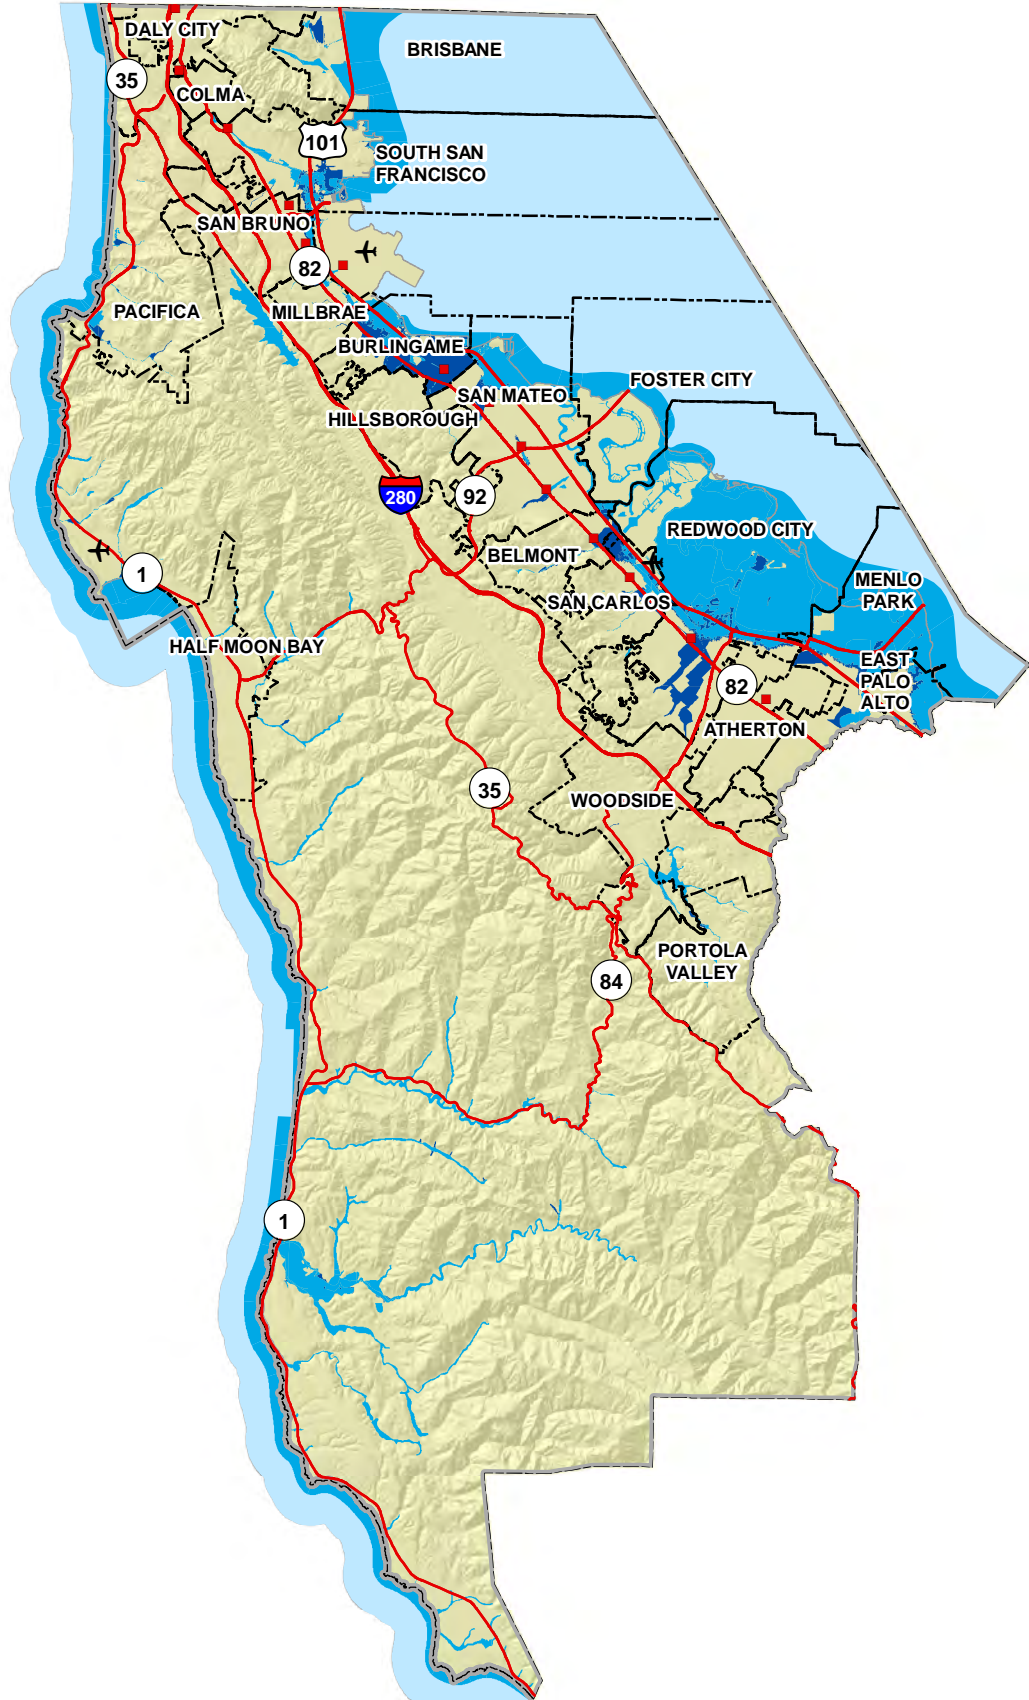 DALY CITY
BRISBANE
35
COLMA
101
SOUTH SAN
FRANCISCO
SAN BRUNO
82
PACIFICA
MILLBRAE
BURLINGAME
FOSTER CITY
SAN MATEO
HILLSBOROUGH
280
92
REDWOOD CITY
BELMONT
1
MENLO
PARK
SAN CARLOS
HALF MOON BAY
EAST
PALO
ALTO
82
ATHERTON
35
WOODSIDE
PORTOLA
VALLEY
84
1